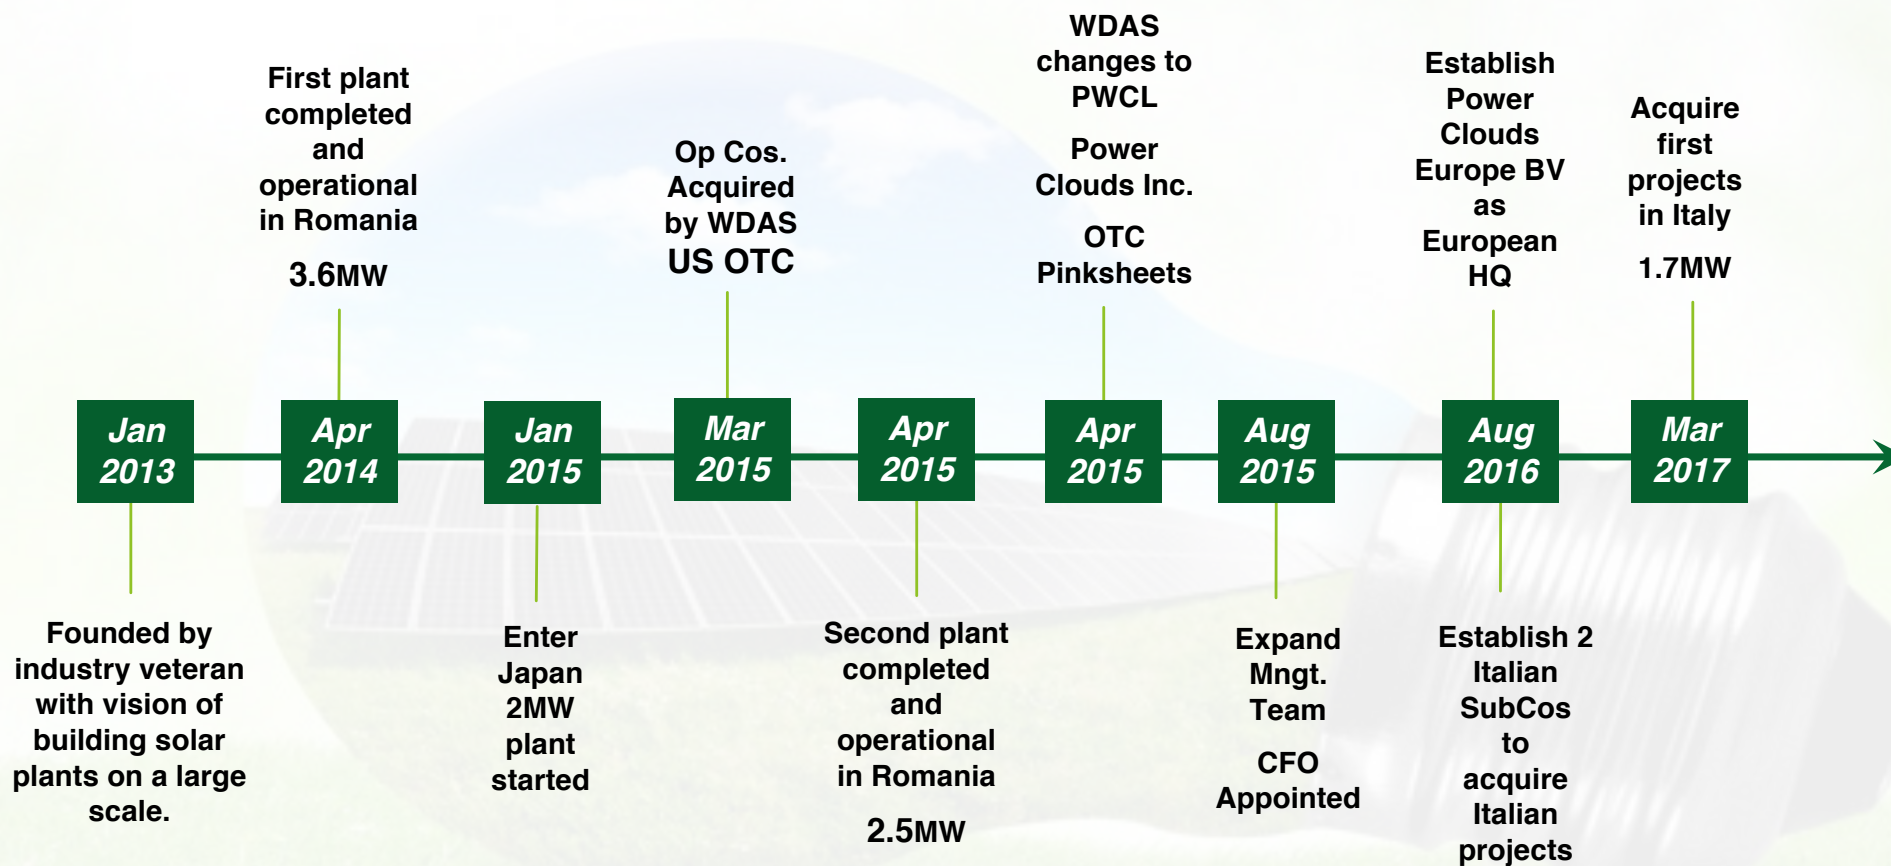 Jan
2013
Founded by
industry veteran
with vision of
building solar
plants on a large
scale.
First plant
completed
and
operational
in Romania
3.6MW
Apr
2014
Jan
2015
Enter
Japan
2MW
plant
started
Op Cos.
Acquired
by WDAS
US OTC
Mar
2015
Apr
2015
Second plant
completed
and
operational
in Romania
2.5MW
WDAS
changes to
PWCL
Power
Clouds Inc.
OTC
Pinksheets
Apr
2015
Aug
2015
Expand
Mngt.
Team
CFO
Appointed
Establish
Power
Clouds
Europe BV
as
European
HQ
Aug
2016
Establish 2
Italian
SubCos
to
acquire
Italian
projects
Acquire
first
projects
in Italy
1.7MW
Mar
2017